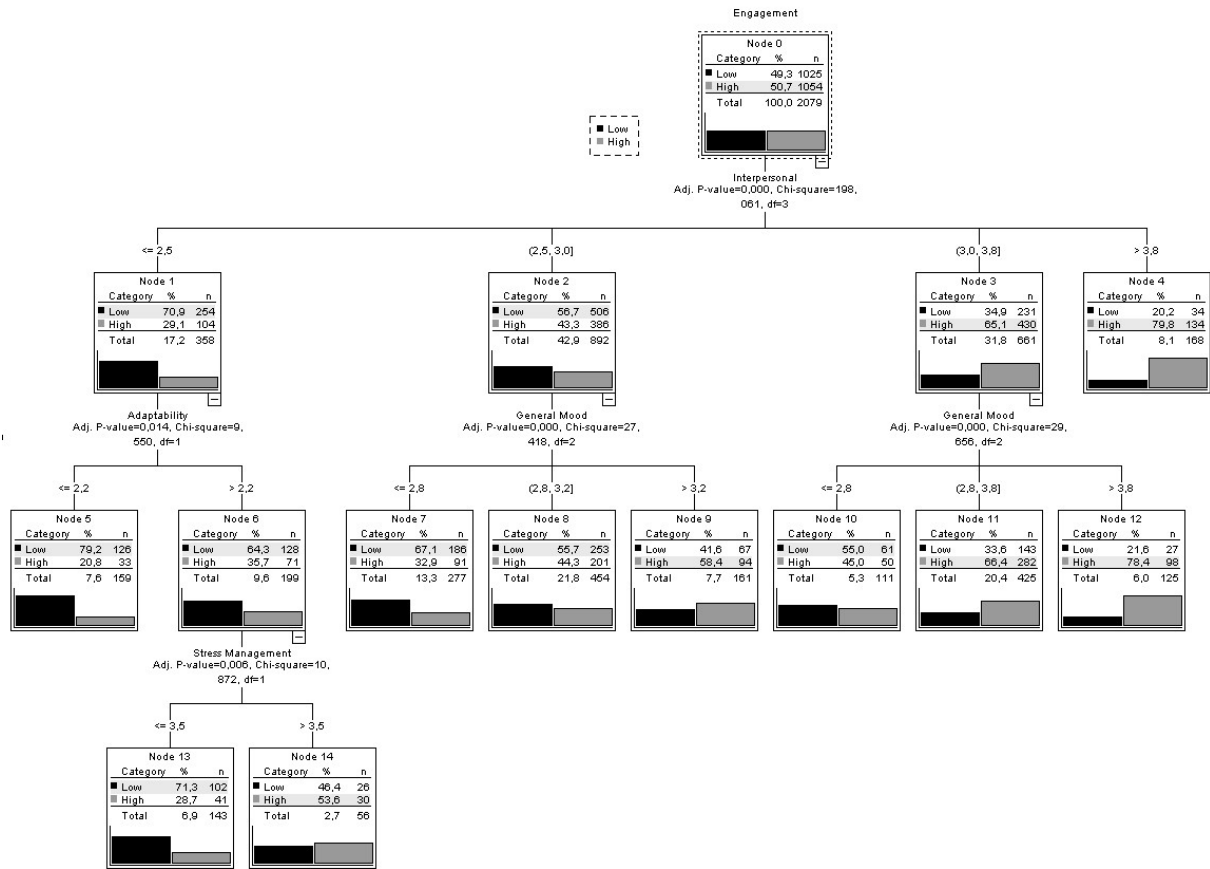 Engagement
Node 0
Category % n
Low 49,3 1025
High 50,7 1054
Total 100,0 2079
Low
High
Interpersonal
Adj. P-value=0,000, Chi-square=198,
061, df=3
<= 2,5
(2,5, 3,0]
(3,0, 3,8]
> 3,8
Node 1
Category % n
Low 70,9 254
High 29,1 104
Total 17,2 358
Node 2
Category % n
Low 56,7 506
High 43,3 386
Total 42,9 892
Node 3
Category % n
Low 34,9 231
High 65,1 430
Total 31,8 661
Node 4
Category % n
Low 20,2 34
High 79,8 134
Total 8,1 168
Adaptability
Adj. P-value=0,014, Chi-square=9,
550, df=1
General Mood
Adj. P-value=0,000, Chi-square=27,
418, df=2
General Mood
Adj. P-value=0,000, Chi-square=29,
656, df=2
<= 2,2
> 2,2
<= 2,8
(2,8, 3,2]
> 3,2
<= 2,8
(2,8, 3,8]
> 3,8
Node 5
Category % n
Low 79,2 126
High 20,8 33
Total 7,6 159
Node 6
Category % n
Low 64,3 128
High 35,7 71
Total 9,6 199
Node 7
Category % n
Low 67,1 186
High 32,9 91
Total 13,3 277
Node 8
Category % n
Low 55,7 253
High 44,3 201
Total 21,8 454
Node 9
Category % n
Low 41,6 67
High 58,4 94
Total 7,7 161
Node 10
Category % n
Low 55,0 61
High 45,0 50
Total 5,3 111
Node 11
Category % n
Low 33,6 143
High 66,4 282
Total 20,4 425
Node 12
Category % n
Low 21,6 27
High 78,4 98
Total 6,0 125
Stress Management
Adj. P-value=0,006, Chi-square=10,
872, df=1
<= 3,5
> 3,5
Node 13
Category % n
Low 71,3 102
High 28,7 41
Total 6,9 143
Node 14
Category % n
Low 46,4 26
High 53,6 30
Total 2,7 56